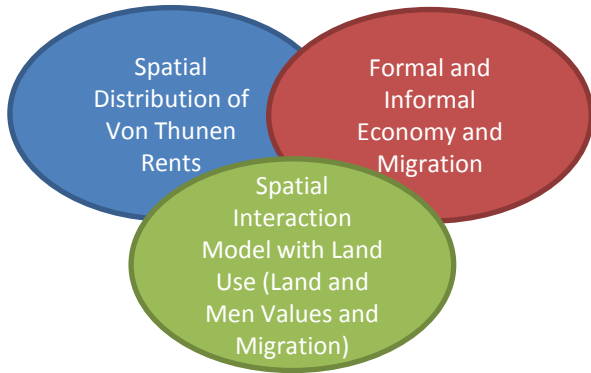 Spatial
Distribution of
Von Thunen
Rents
Formal and
Informal
Economy and
Migration
Spatial
Interaction
Model with Land
Use (Land and
Men Values and
Migration)